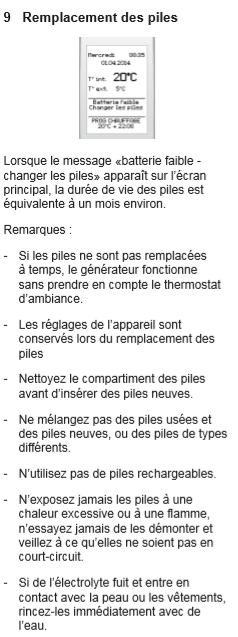 9 Remplacement des piles
Mercredi 00:35
01.04.2014
T° int. 20°C
T° ext. 5°C
Batterie faible
Changer les piles
PROG CHAUFFAGE
20°C → 22:00
Lorsque le message «batterie faible -
changer les piles» apparaît sur l’écran
principal, la durée de vie des piles est
équivalente à un mois environ.
Remarques :
- Si les piles ne sont pas remplacées
à temps, le générateur fonctionne
sans prendre en compte le thermostat
d’ambiance.
- Les réglages de l’appareil sont
conservés lors du remplacement des
piles
- Nettoyez le compartiment des piles
avant d’insérer des piles neuves.
- Ne mélangez pas des piles usées et
des piles neuves, ou des piles de types
différents.
- N’utilisez pas de piles rechargeables.
- N’exposez jamais les piles à une
chaleur excessive ou à une flamme,
n’essayez jamais de les démonter et
veillez à ce qu’elles ne soient pas en
court-circuit.
- Si de l’électrolyte fuit et entre en
contact avec la peau ou les vêtements,
rincez-les immédiatement avec de
l’eau.